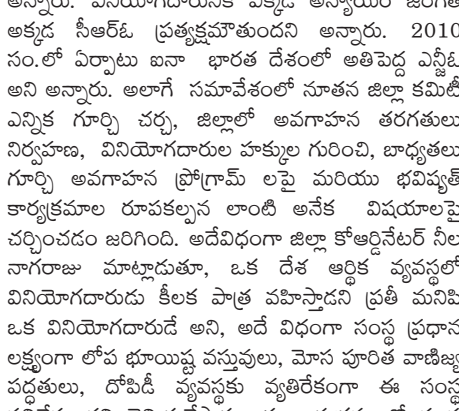 అన్నారు. వినియోగదారునికి ఎక్కడ అన్యాయం జరిగితే
అక్కడ సీఆర్ఓ ప్రత్యక్షమౌతుందని అన్నారు. 2010
సం.లో ఏర్పాటు ఐనా భారత దేశంలో అతిపెద్ద ఎన్జీఓ
అని అన్నారు. అలాగే సమావేశంలో నూతన జిల్లా కమిటీ
ఎన్నిక గూర్చి చర్చ, జిల్లాలో అవగాహన తరగతులు
నిర్వహణ, వినియోగదారుల హక్కుల గురించి, బాధ్యతలు
గూర్చి అవగాహన ప్రోగ్రామ్ లపై మరియు భవిష్యత్
కార్యక్రమాల రూపకల్పన లాంటి అనేక విషయాలపై
చర్చించడం జరిగింది. అదేవిధంగా జిల్లా కోఆర్డినేటర్ నీల
నాగరాజు మాట్లాడుతూ, ఒక దేశ ఆర్థిక వ్యవస్థలో
వినియోగదారుడు కీలక పాత్ర వహిస్తాడని ప్రతీ మనిషి
ఒక వినియోగదారుడే అని, అదే విధంగా సంస్థ ప్రధాన
లక్ష్యంగా లోప భూయిష్ట వస్తువులు, మోస పూరిత వాణిజ్య
పద్ధతులు, దోపిడీ వ్యవస్థకు వ్యతిరేకంగా ఈ సంస్థ